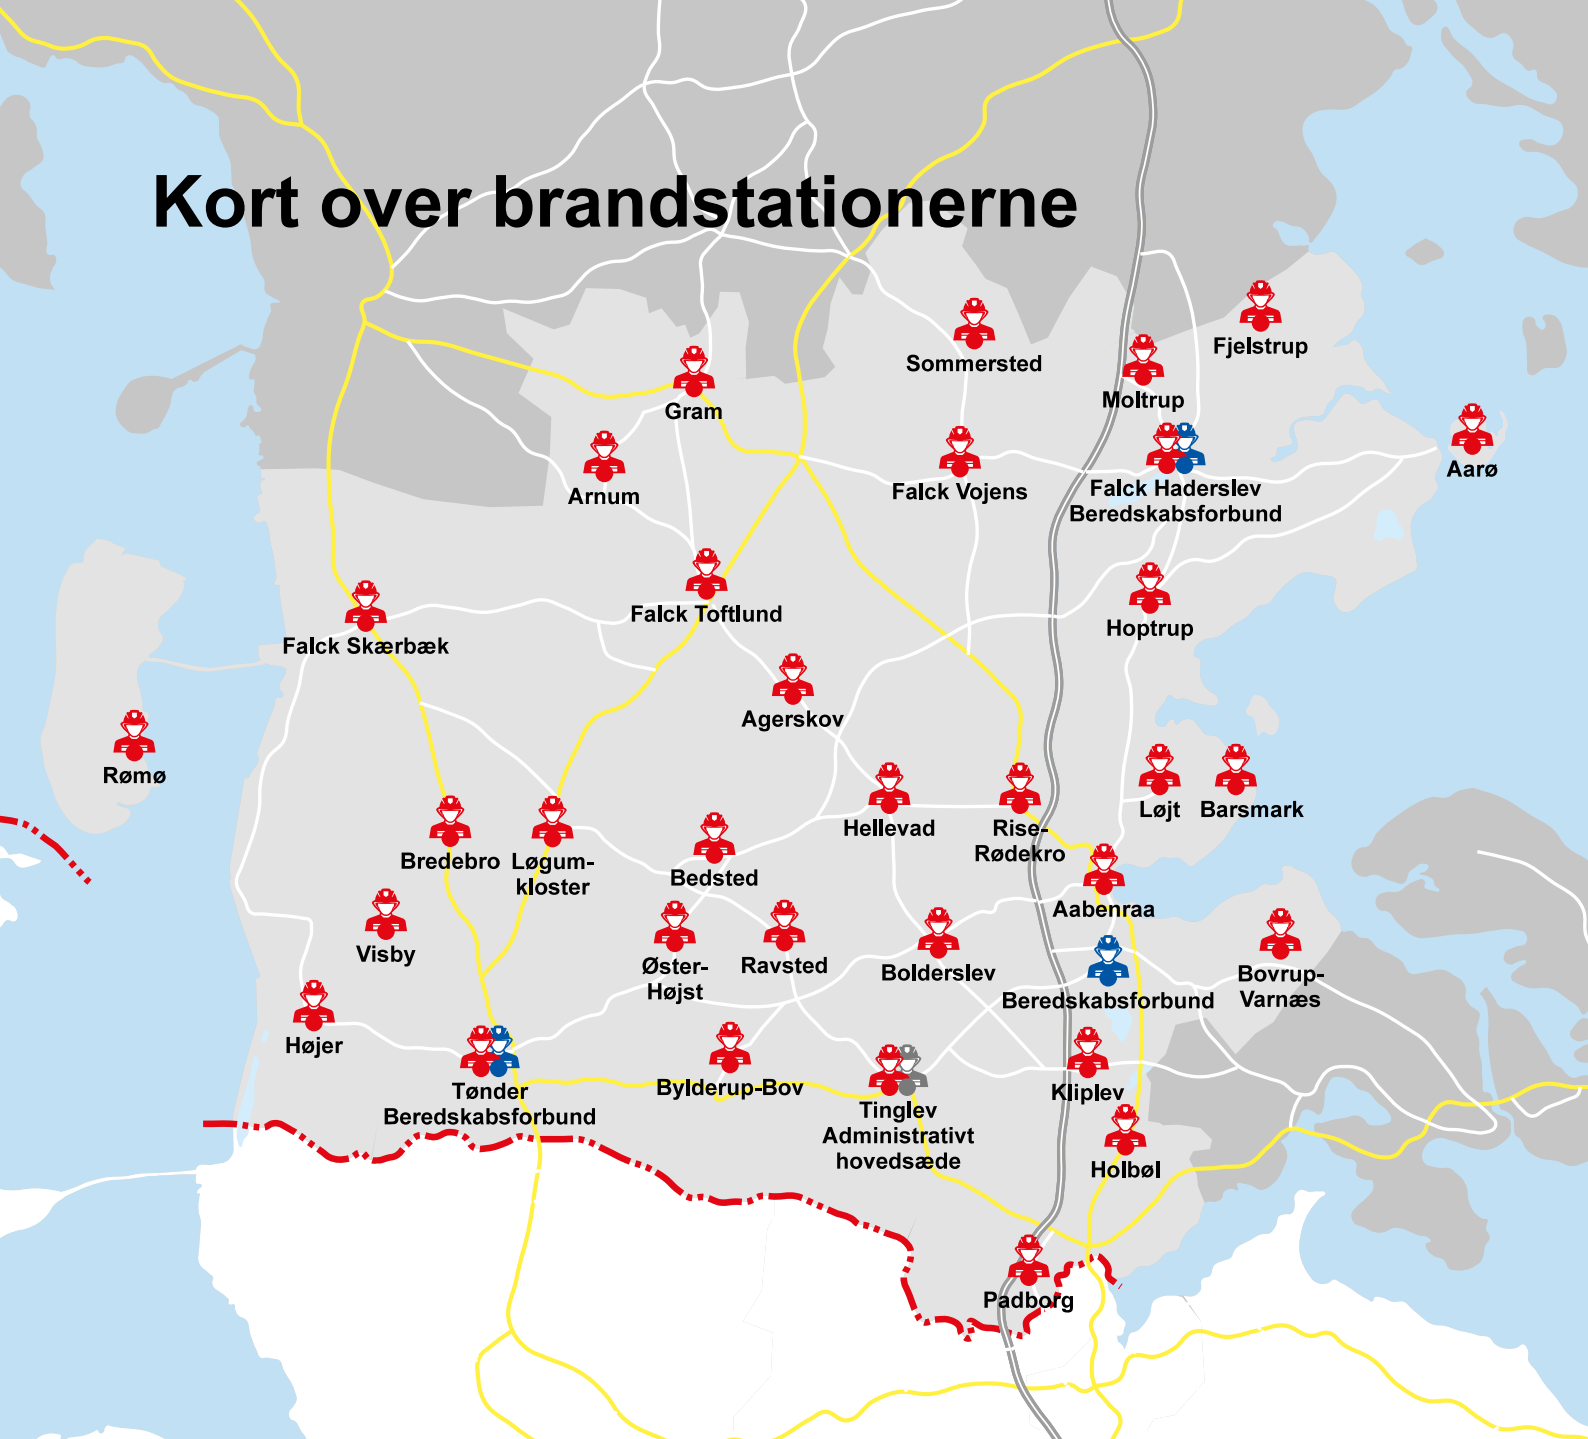 Kort over brandstationerne
Fjelstrup
Sommersted
Moltrup
Gram
Aarø
Arnum
Falck Vojens
Falck Haderslev
Beredskabsforbund
Falck Toftlund
Hoptrup
Falck Skærbæk
Agerskov
Rømø
Løjt
Barsmark
Hellevad
Rise-
Rødekro
Bredebro
Løgum-
kloster
Bedsted
Aabenraa
Visby
Øster-
Højst
Ravsted
Bolderslev
Bovrup-
Varnæs
Beredskabsforbund
Højer
Tønder
Beredskabsforbund
Bylderup-Bov
Tinglev
Administrativt
hovedsæde
Kliplev
Holbøl
Padborg